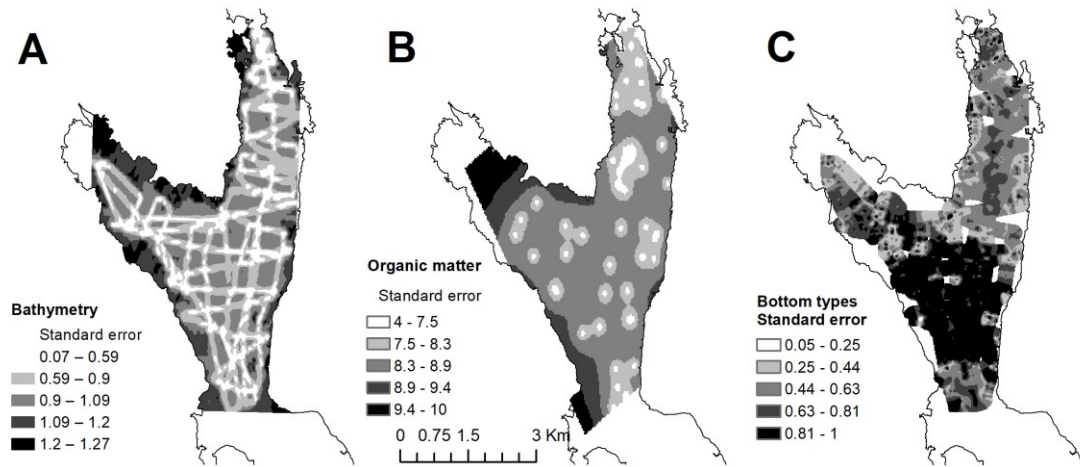 A
B
C
Bathymetry
Standard error
0.07 – 0.59
0.59 – 0.9
0.9 – 1.09
1.09 – 1.2
1.2 – 1.27
Organic matter
Standard error
4 - 7.5
7.5 - 8.3
8.3 - 8.9
8.9 - 9.4
9.4 - 10
0 0.75 1.5 3 Km
Bottom types
Standard error
0.05 - 0.25
0.25 - 0.44
0.44 - 0.63
0.63 - 0.81
0.81 - 1